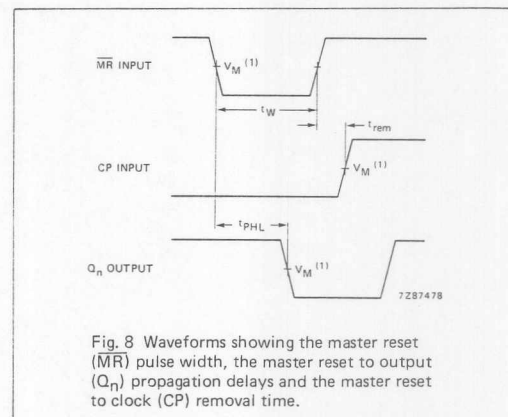 MR INPUT
VM (1)
tW
trem
CP INPUT
VM (1)
tPHL
Qn OUTPUT
VM (1)
7Z87478
Fig. 8 Waveforms showing the master reset
(MR) pulse width, the master reset to output
(Qn) propagation delays and the master reset
to clock (CP) removal time.